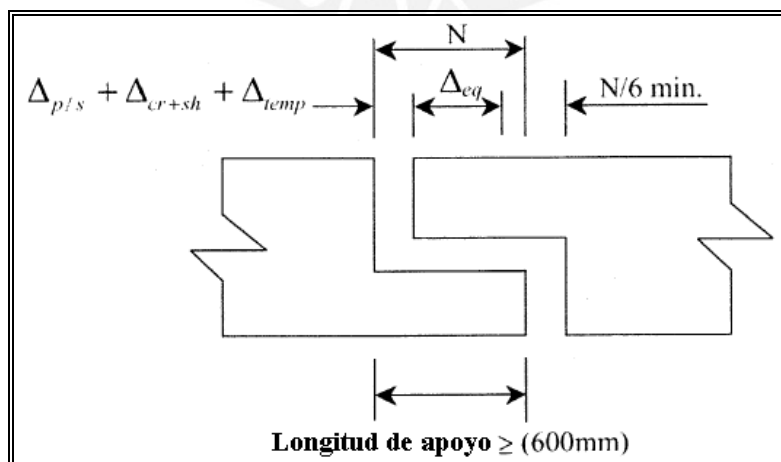 N
Δp/s + Δcr+sh + Δtemp
Δeq
N/6 min.
Longitud de apoyo ≥ (600mm)